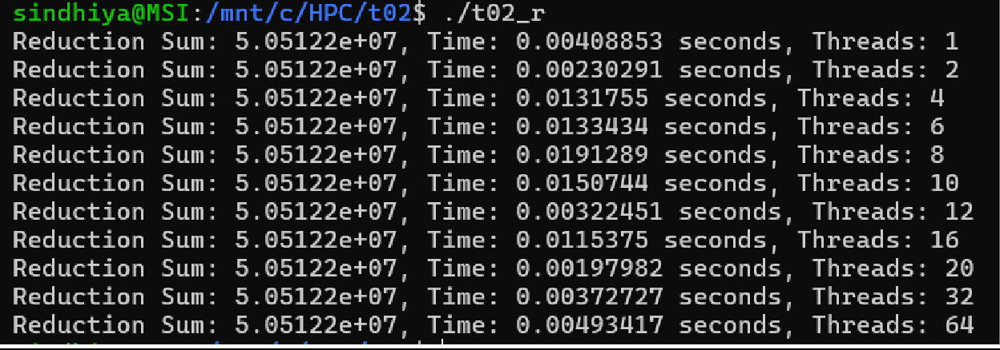 sindhiya@MSI:/mnt/c/HPC/t02$ ./t02_r
Reduction Sum: 5.05122e+07, Time: 0.00408853 seconds, Threads: 1
Reduction Sum: 5.05122e+07, Time: 0.00230291 seconds, Threads: 2
Reduction Sum: 5.05122e+07, Time: 0.0131755 seconds, Threads: 4
Reduction Sum: 5.05122e+07, Time: 0.0133434 seconds, Threads: 6
Reduction Sum: 5.05122e+07, Time: 0.0191289 seconds, Threads: 8
Reduction Sum: 5.05122e+07, Time: 0.0150744 seconds, Threads: 10
Reduction Sum: 5.05122e+07, Time: 0.00322451 seconds, Threads: 12
Reduction Sum: 5.05122e+07, Time: 0.0115375 seconds, Threads: 16
Reduction Sum: 5.05122e+07, Time: 0.00197982 seconds, Threads: 20
Reduction Sum: 5.05122e+07, Time: 0.00372727 seconds, Threads: 32
Reduction Sum: 5.05122e+07, Time: 0.00493417 seconds, Threads: 64